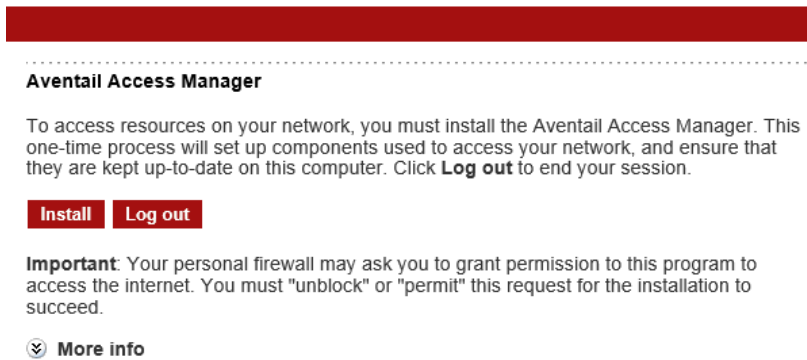 Aventail Access Manager
To access resources on your network, you must install the Aventail Access Manager. This
one-time process will set up components used to access your network, and ensure that
they are kept up-to-date on this computer. Click Log out to end your session.
Install Log out
Important: Your personal firewall may ask you to grant permission to this program to
access the internet. You must "unblock" or "permit" this request for the installation to
succeed.
More info